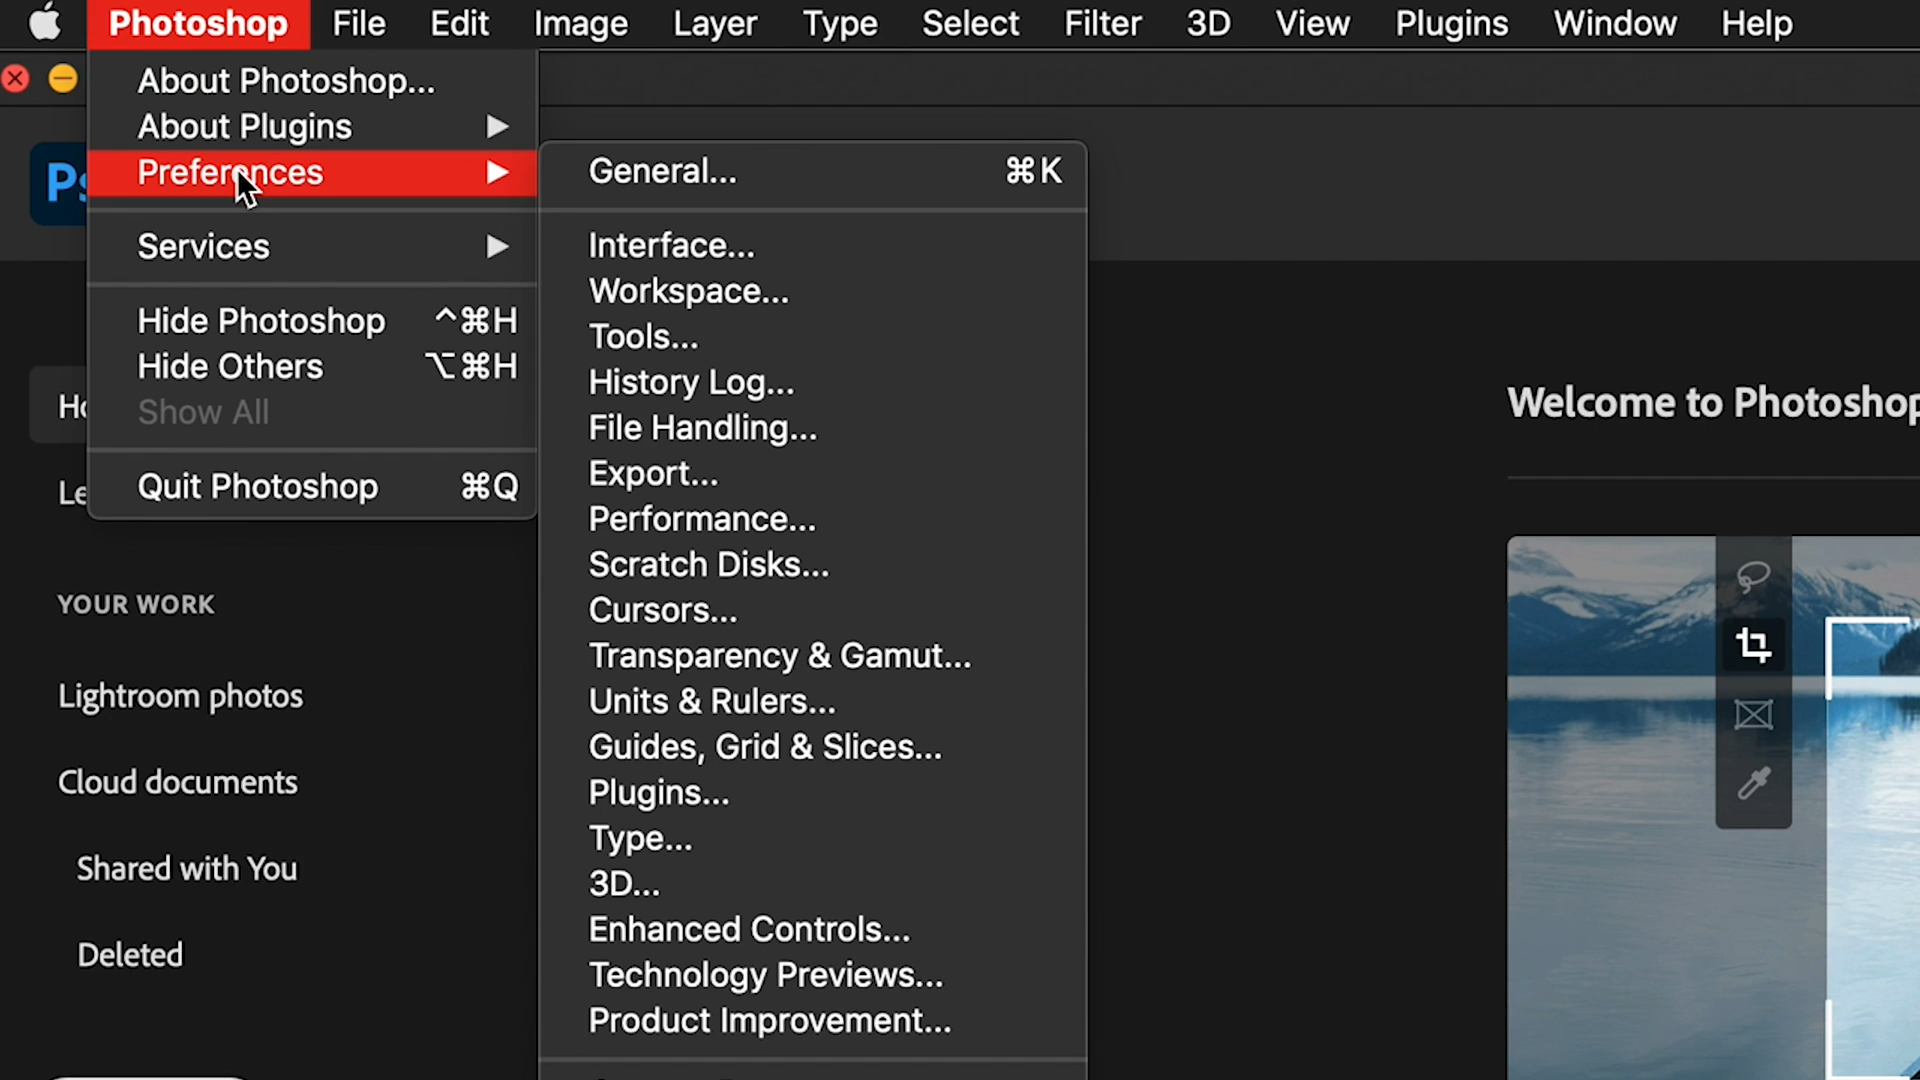 Photoshop File Edit Image Layer Type Select Filter 3D View Plugins Window Help
About Photoshop...
About Plugins
Preferences
Services
Hide Photoshop ^⌘H
Hide Others ⌥⌘H
Show All
Quit Photoshop ⌘Q
General... ⌘K
Interface...
Workspace...
Tools...
History Log...
File Handling...
Export...
Performance...
Scratch Disks...
Cursors...
Transparency & Gamut...
Units & Rulers...
Guides, Grid & Slices...
Plugins...
Type...
3D...
Enhanced Controls...
Technology Previews...
Product Improvement...
Ps
Ho
Le
YOUR WORK
Lightroom photos
Cloud documents
Shared with You
Deleted
Welcome to Photoshop